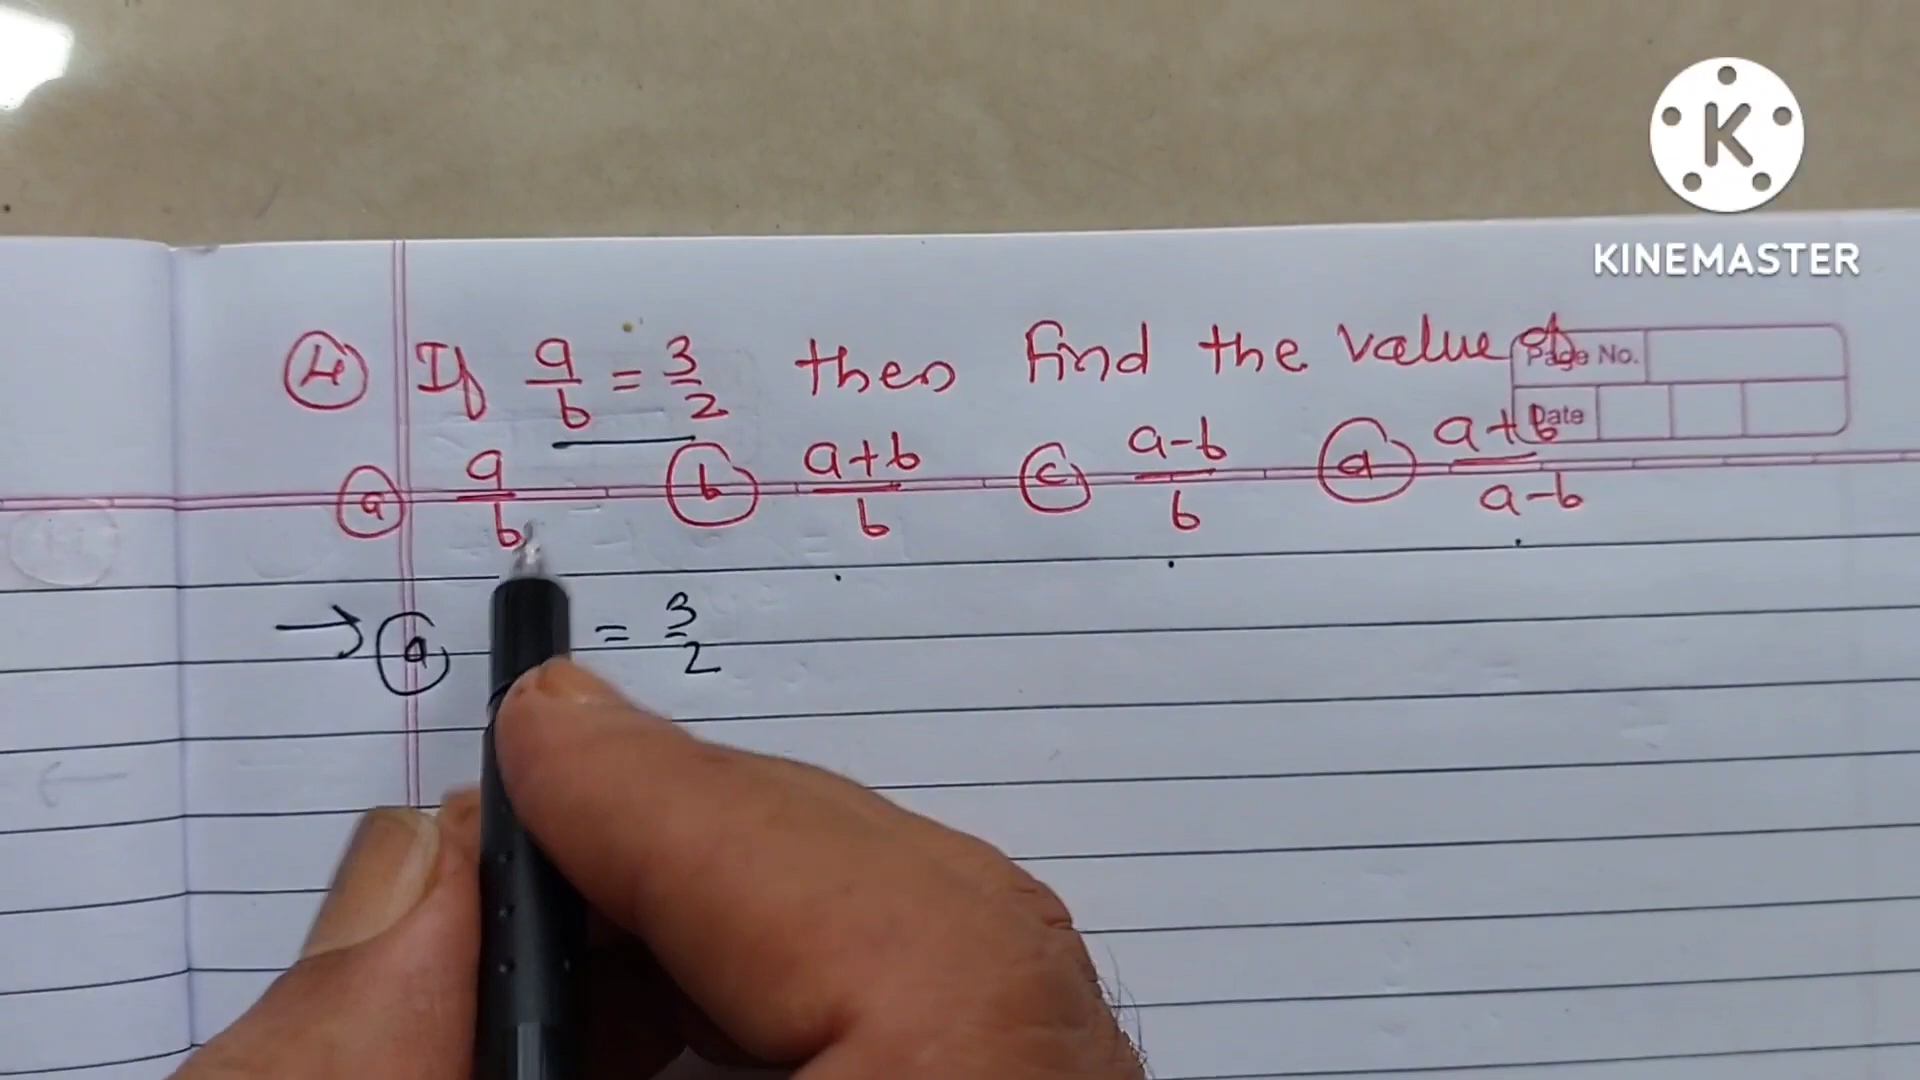 KINEMASTER
④ If a/b = 3/2 then find the value of
Page No.
Date
ⓐ a/b ⓑ (a+b)/b ⓒ (a-b)/b ⓓ (a+b)/(a-b)
→ ⓐ = 3/2